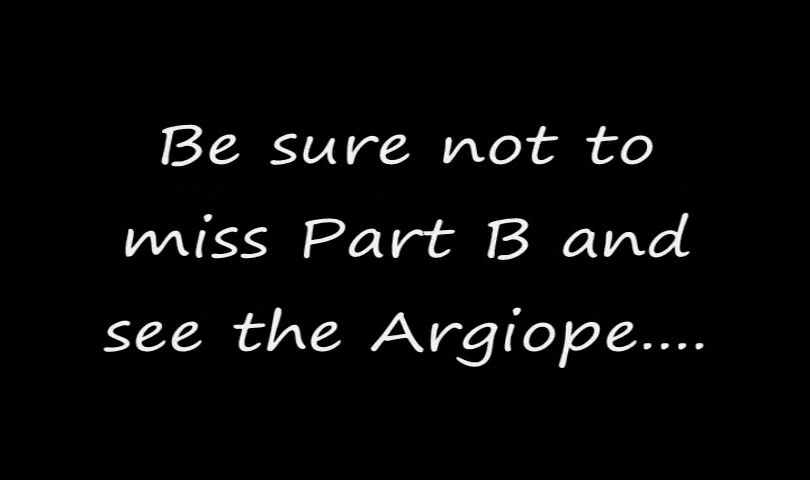 Be sure not to
miss Part B and
see the Argiope....